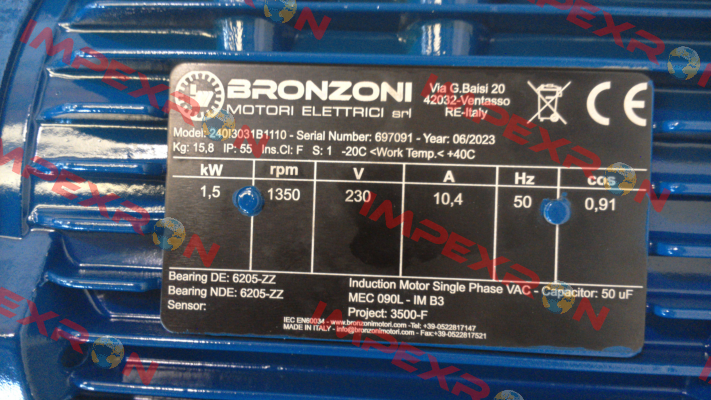 BRONZONI
MOTORI ELETTRICI srl
Via G.Baisi 20
42032-Ventasso
RE-Italy
CE
Model: 240I3031B1110 - Serial Number: 697091 - Year: 06/2023
Kg: 15,8 IP: 55 Ins.Cl: F S: 1 -20C <Work Temp.< +40C
kW rpm V A Hz cos
1,5 1350 230 10,4 50 0,91
Bearing DE: 6205-ZZ
Bearing NDE: 6205-ZZ
Sensor:
Induction Motor Single Phase VAC - Capacitor: 50 uF
MEC 090L - IM B3
Project: 3500-F
IEC EN60034 - www.bronzonimotori.com - Tel: +39-0522817147
MADE IN ITALY - info@bronzonimotori.com - Fax: +39-0522817521
IMPEXRON
IMPEXRON
IMPEXRON
IMPEXRON
IMPEXRON